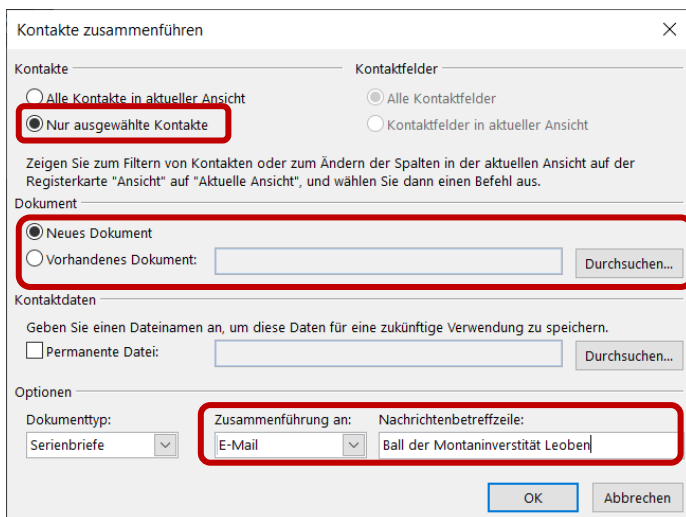 Kontakte zusammenführen
Kontakte
Kontaktfelder
Alle Kontakte in aktueller Ansicht
Alle Kontaktfelder
Nur ausgewählte Kontakte
Kontaktfelder in aktueller Ansicht
Zeigen Sie zum Filtern von Kontakten oder zum Ändern der Spalten in der aktuellen Ansicht auf der
Registerkarte "Ansicht" auf "Aktuelle Ansicht", und wählen Sie dann einen Befehl aus.
Dokument
Neues Dokument
Vorhandenes Dokument:
Durchsuchen...
Kontaktdaten
Geben Sie einen Dateinamen an, um diese Daten für eine zukünftige Verwendung zu speichern.
Permanente Datei:
Durchsuchen...
Optionen
Dokumenttyp:
Zusammenführung an:
Nachrichtenbetreffzeile:
Serienbriefe
E-Mail
Ball der Montaninverstität Leoben
OK
Abbrechen